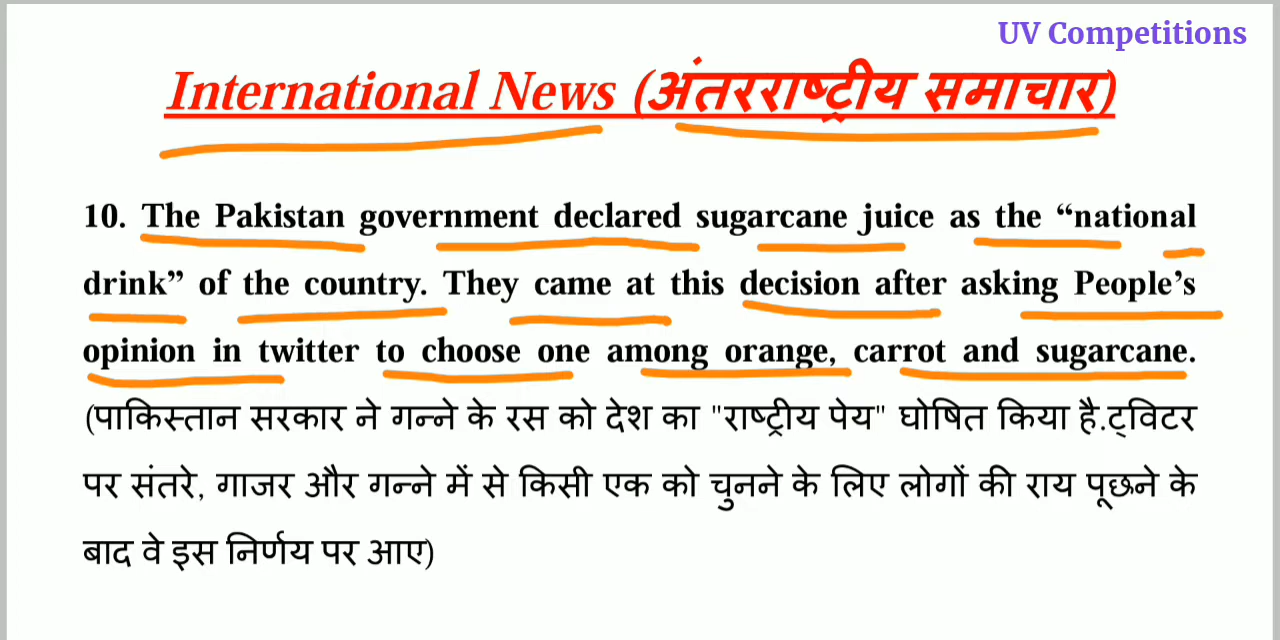 UV Competitions
International News (अंतरराष्ट्रीय समाचार)
10. The Pakistan government declared sugarcane juice as the “national
drink” of the country. They came at this decision after asking People’s
opinion in twitter to choose one among orange, carrot and sugarcane.
(पाकिस्तान सरकार ने गन्ने के रस को देश का "राष्ट्रीय पेय" घोषित किया है.ट्विटर
पर संतरे, गाजर और गन्ने में से किसी एक को चुनने के लिए लोगों की राय पूछने के
बाद वे इस निर्णय पर आए)